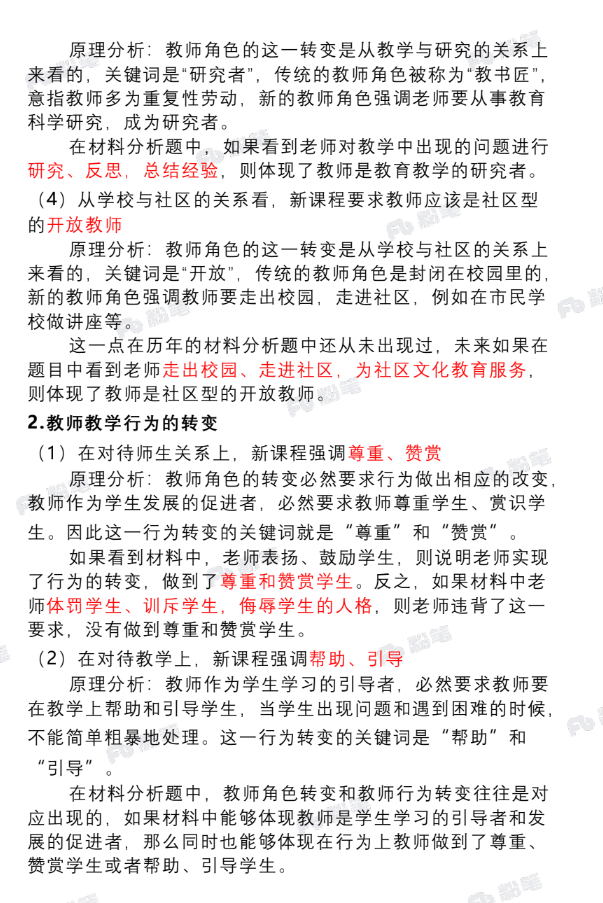 原理分析：教师角色的这一转变是从教学与研究的关系上
来看的，关键词是“研究者”，传统的教师角色被称为“教书匠”，
意指教师多为重复性劳动，新的教师角色强调老师要从事教育
科学研究，成为研究者。
在材料分析题中，如果看到老师对教学中出现的问题进行
研究、反思，总结经验，则体现了教师是教育教学的研究者。
（4）从学校与社区的关系看，新课程要求教师应该是社区型
的开放教师
原理分析：教师角色的这一转变是从学校与社区的关系上
来看的，关键词是“开放”，传统的教师角色是封闭在校园里的，
新的教师角色强调教师要走出校园，走进社区，例如在市民学
校做讲座等。
这一点在历年的材料分析题中还从未出现过，未来如果在
题目中看到老师走出校园、走进社区，为社区文化教育服务，
则体现了教师是社区型的开放教师。
2.教师教学行为的转变
（1）在对待师生关系上，新课程强调尊重、赞赏
原理分析：教师角色的转变必然要求行为做出相应的改变，
教师作为学生发展的促进者，必然要求教师尊重学生、赏识学
生。因此这一行为转变的关键词就是“尊重”和“赞赏”。
如果看到材料中，老师表扬、鼓励学生，则说明老师实现
了行为的转变，做到了尊重和赞赏学生。反之，如果材料中老
师体罚学生、训斥学生，侮辱学生的人格，则老师违背了这一
要求，没有做到尊重和赞赏学生。
（2）在对待教学上，新课程强调帮助、引导
原理分析：教师作为学生学习的引导者，必然要求教师要
在教学上帮助和引导学生，当学生出现问题和遇到困难的时候，
不能简单粗暴地处理。这一行为转变的关键词是“帮助”和
“引导”。
在材料分析题中，教师角色转变和教师行为转变往往是对
应出现的，如果材料中能够体现教师是学生学习的引导者和发
展的促进者，那么同时也能够体现在行为上教师做到了尊重、
赞赏学生或者帮助、引导学生。